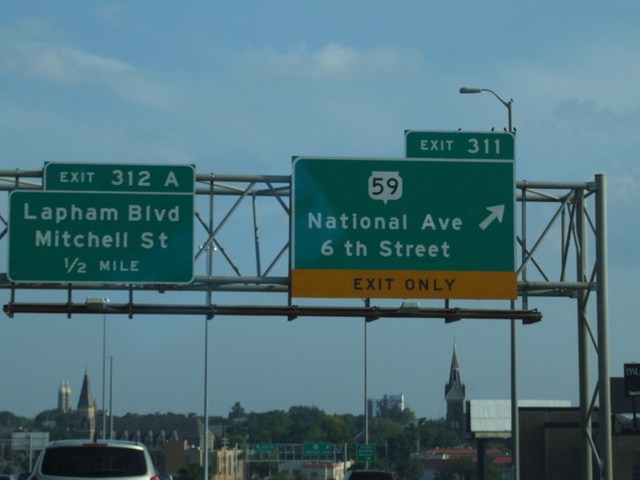 EXIT 312 A
Lapham Blvd
Mitchell St
1/2 MILE
EXIT 311
59
National Ave
6 th Street
EXIT ONLY